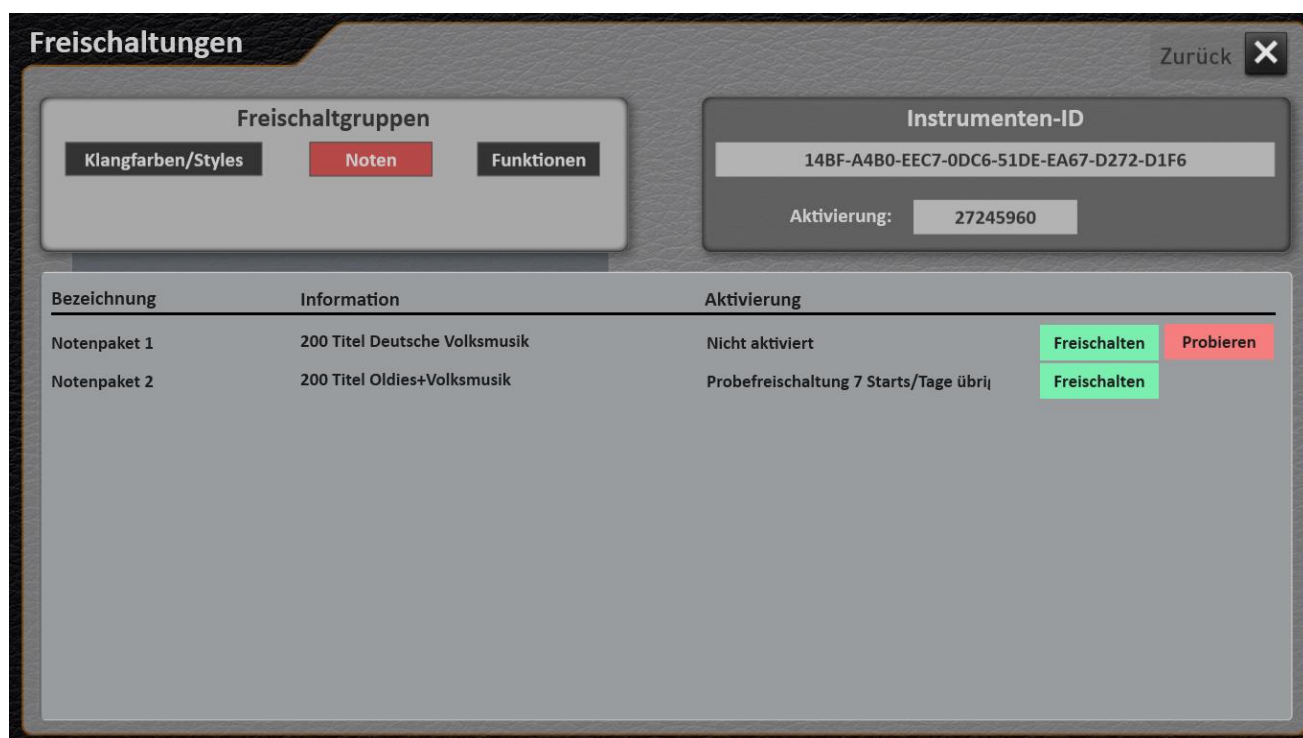 Freischaltungen
Zurück
Freischaltgruppen
Klangfarben/Styles Noten Funktionen
Instrumenten-ID
14BF-A4B0-EEC7-0DC6-51DE-EA67-D272-D1F6
Aktivierung: 27245960
Bezeichnung Information Aktivierung
Notenpaket 1 200 Titel Deutsche Volksmusik Nicht aktiviert Freischalten Probieren
Notenpaket 2 200 Titel Oldies+Volksmusik Probefreischaltung 7 Starts/Tage übrig Freischalten